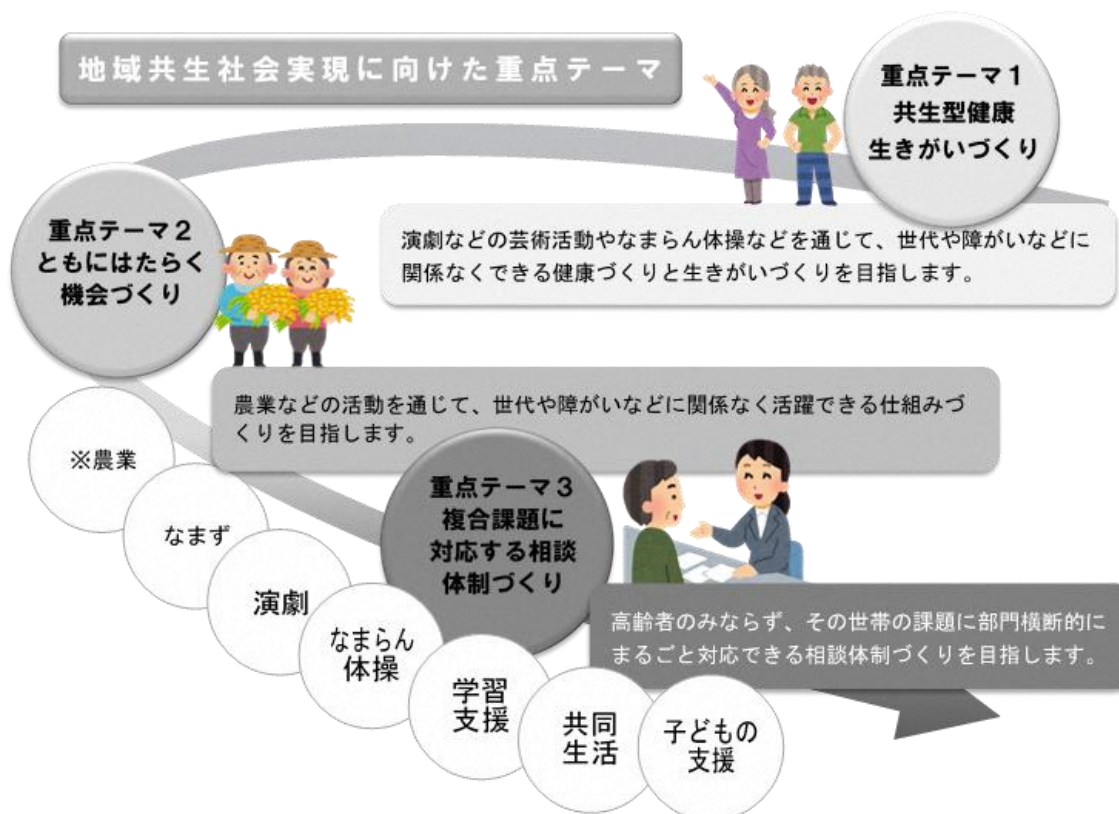 地域共生社会実現に向けた重点テーマ
重点テーマ１
共生型健康
生きがいづくり
演劇などの芸術活動やなまらん体操などを通じて、世代や障がいなどに
関係なくできる健康づくりと生きがいづくりを目指します。
重点テーマ２
ともにはたらく
機会づくり
農業などの活動を通じて、世代や障がいなどに関係なく活躍できる仕組みづ
くりを目指します。
重点テーマ３
複合課題に
対応する相談
体制づくり
高齢者のみならず、その世帯の課題に部門横断的に
まるごと対応できる相談体制づくりを目指します。
※農業
なまず
演劇
なまらん
体操
学習
支援
共同
生活
子どもの
支援